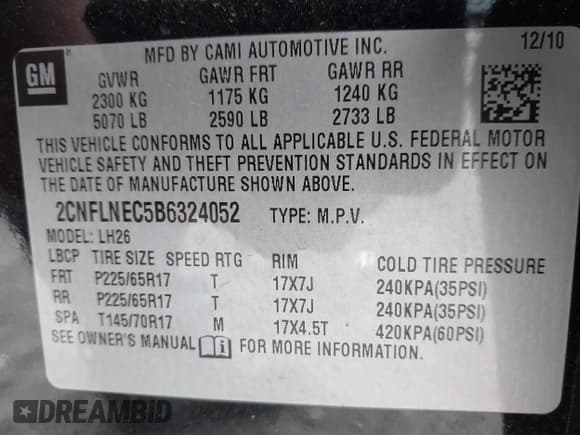 GM
MFD BY CAMI AUTOMOTIVE INC. 12/10
GVWR GAWR FRT GAWR RR
2300 KG 1175 KG 1240 KG
5070 LB 2590 LB 2733 LB
THIS VEHICLE CONFORMS TO ALL APPLICABLE U.S. FEDERAL MOTOR
VEHICLE SAFETY AND THEFT PREVENTION STANDARDS IN EFFECT ON
THE DATE OF MANUFACTURE SHOWN ABOVE.
2CNFLNEC5B6324052 TYPE: M.P.V.
MODEL: LH26
LBCP TIRE SIZE SPEED RTG RIM COLD TIRE PRESSURE
FRT P225/65R17 T 17X7J 240KPA(35PSI)
RR P225/65R17 T 17X7J 240KPA(35PSI)
SPA T145/70R17 M 17X4.5T 420KPA(60PSI)
SEE OWNER'S MANUAL i FOR MORE INFORMATION.
DREAMBID